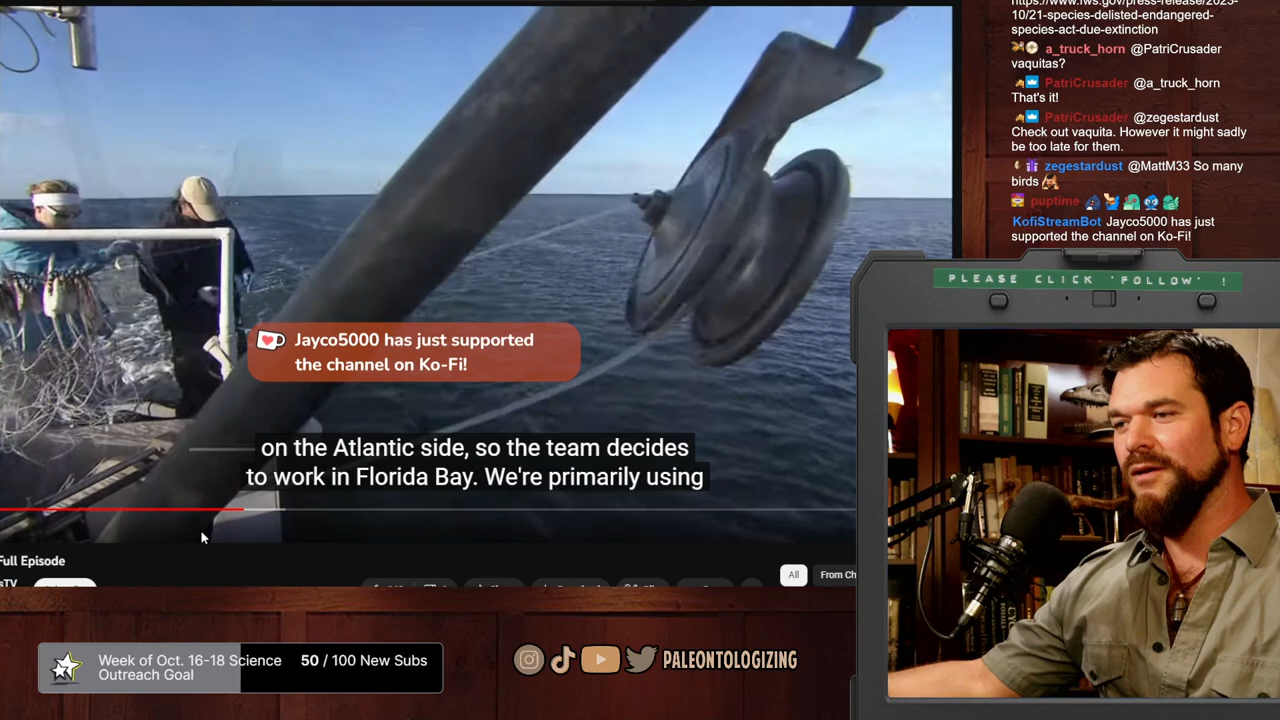 https://www.fws.gov/press-release/2023-
10/21-species-delisted-endangered-
species-act-due-extinction
a_truck_horn @PatriCrusader
vaquitas?
PatriCrusader @a_truck_horn
That's it!
PatriCrusader @zegestardust
Check out vaquita. However it might sadly
be too late for them.
zegestardust @MattM33 So many
birds
puptime
KofiStreamBot Jayco5000 has just
supported the channel on Ko-Fi!
PLEASE CLICK 'FOLLOW' !
Jayco5000 has just supported
the channel on Ko-Fi!
on the Atlantic side, so the team decides
to work in Florida Bay. We're primarily using
Full Episode
sTV
All
From Ch
Week of Oct. 16-18 Science
Outreach Goal
50 / 100 New Subs
PALEONTOLOGIZING